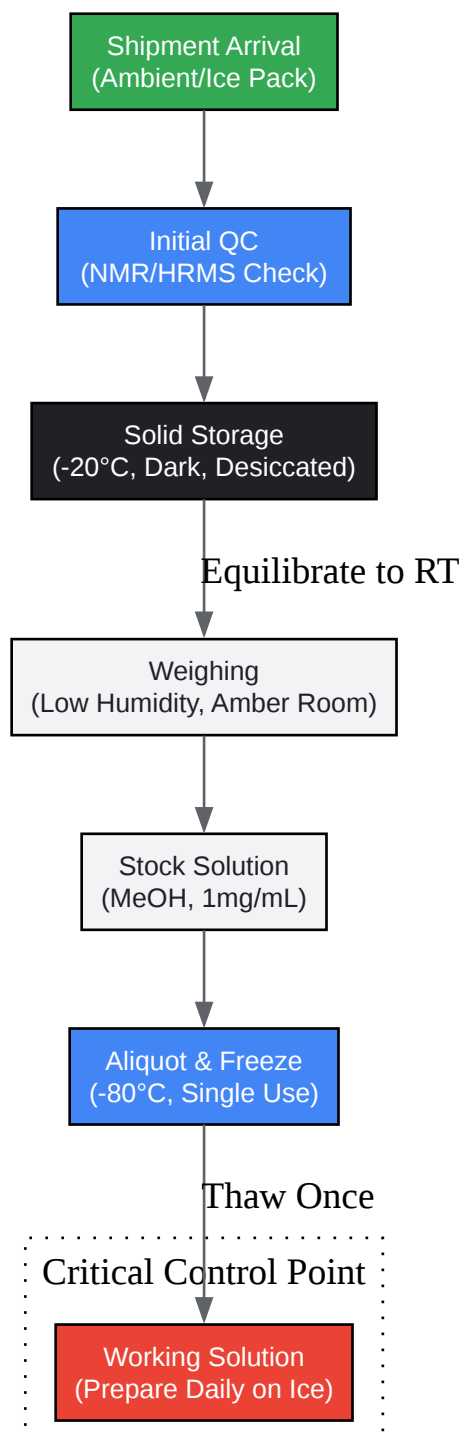 Shipment Arrival
(Ambient/Ice Pack)
Initial QC
(NMR/HRMS Check)
Solid Storage
(-20°C, Dark, Desiccated)
Equilibrate to RT
Weighing
(Low Humidity, Amber Room)
Stock Solution
(MeOH, 1mg/mL)
Aliquot & Freeze
(-80°C, Single Use)
Thaw Once
Critical Control Point
Working Solution
(Prepare Daily on Ice)